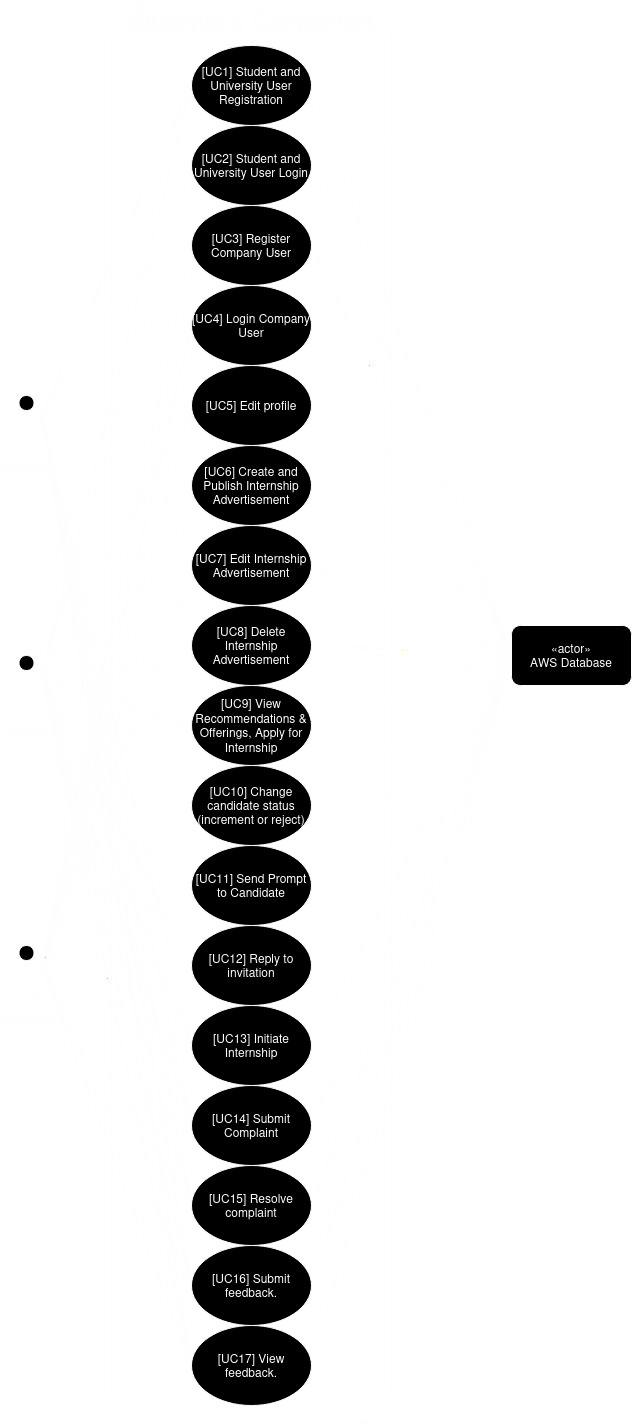 [UC1] Student and
University User
Registration
[UC2] Student and
University User Login
[UC3] Register
Company User
[UC4] Login Company
User
[UC5] Edit profile
[UC6] Create and
Publish Internship
Advertisement
[UC7] Edit Internship
Advertisement
[UC8] Delete
Internship
Advertisement
«actor»
AWS Database
[UC9] View
Recommendations &
Offerings, Apply for
Internship
[UC10] Change
candidate status
(increment or reject)
[UC11] Send Prompt
to Candidate
[UC12] Reply to
invitation
[UC13] Initiate
Internship
[UC14] Submit
Complaint
[UC15] Resolve
complaint
[UC16] Submit
feedback.
[UC17] View
feedback.